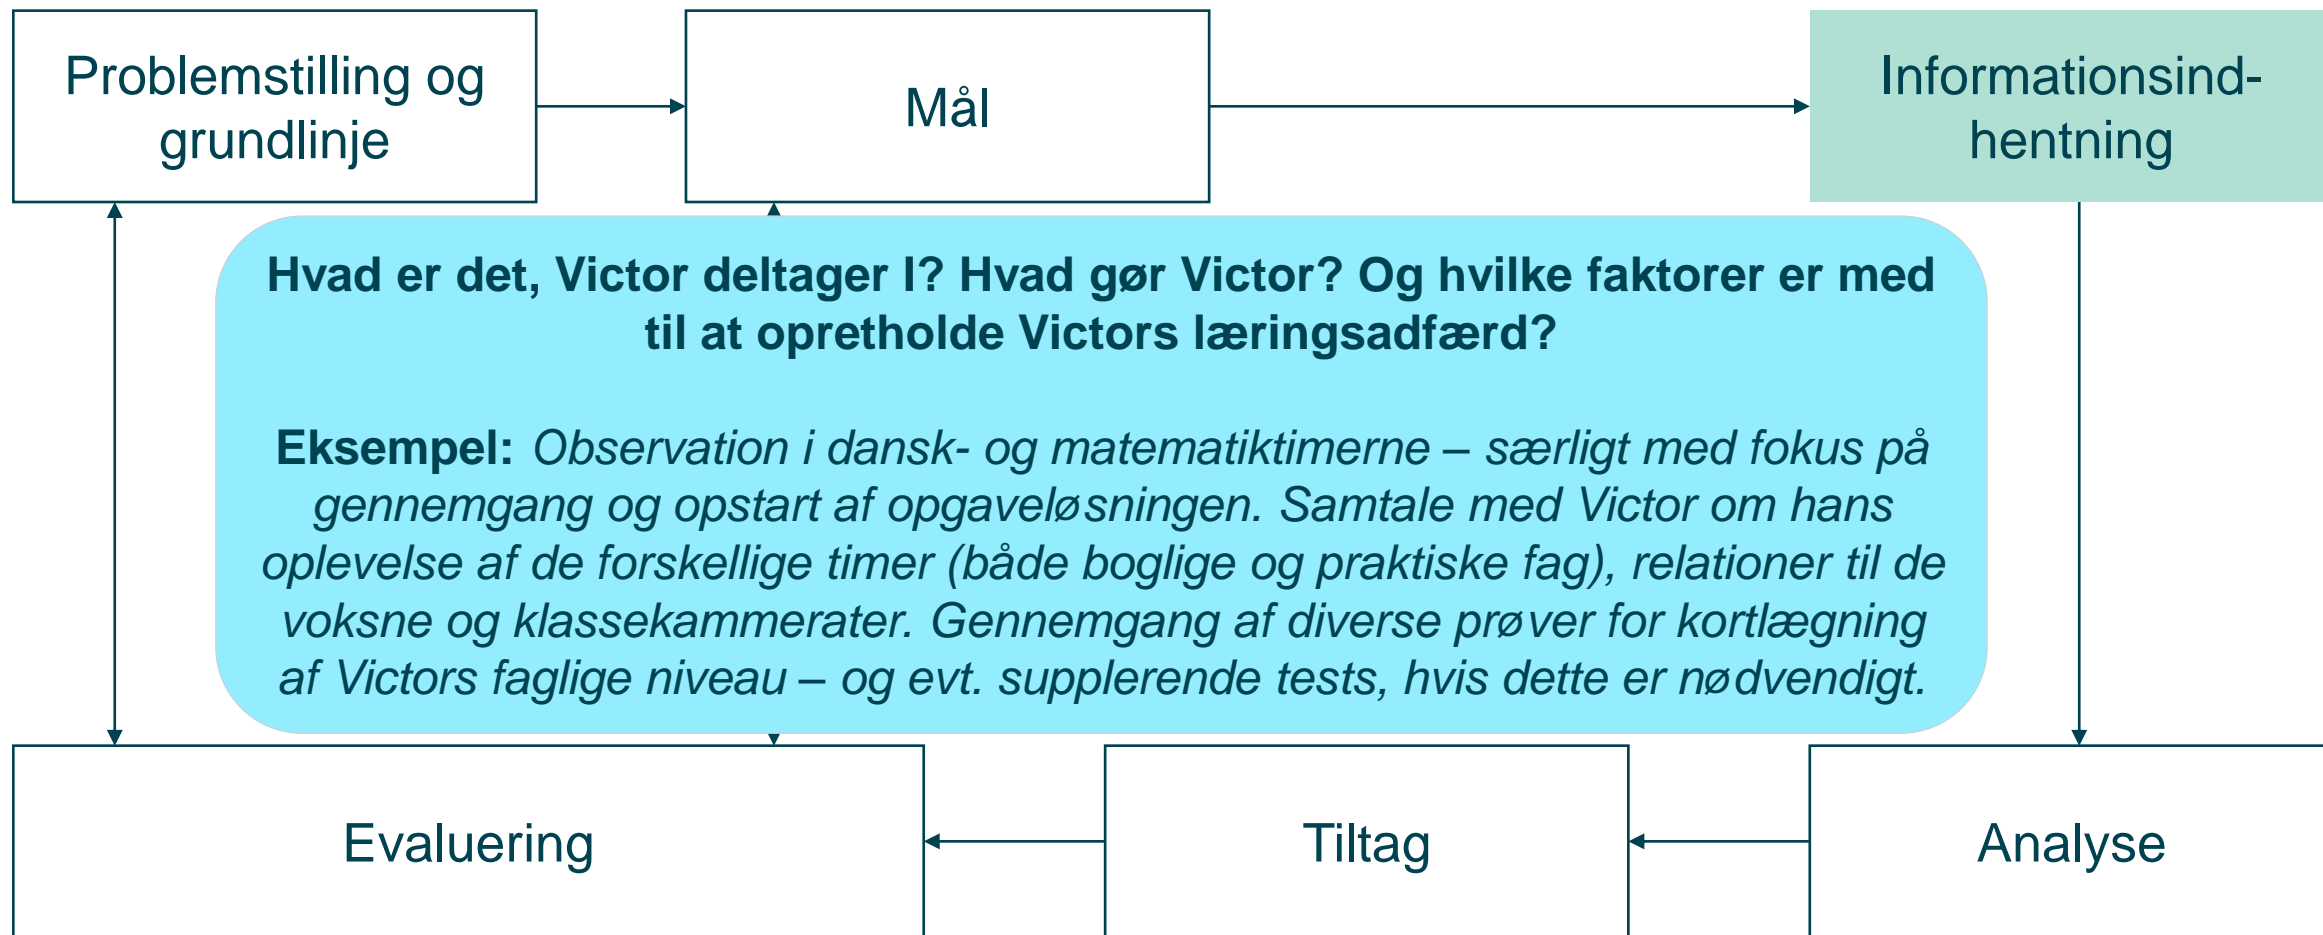 Problemstilling og
grundlinje
Mål
Informationsind-
hentning
Hvad er det, Victor deltager I? Hvad gør Victor? Og hvilke faktorer er med
til at opretholde Victors læringsadfærd?
Eksempel: Observation i dansk- og matematiktimerne – særligt med fokus på
gennemgang og opstart af opgaveløsningen. Samtale med Victor om hans
oplevelse af de forskellige timer (både boglige og praktiske fag), relationer til de
voksne og klassekammerater. Gennemgang af diverse prøver for kortlægning
af Victors faglige niveau – og evt. supplerende tests, hvis dette er nødvendigt.
Evaluering
Tiltag
Analyse